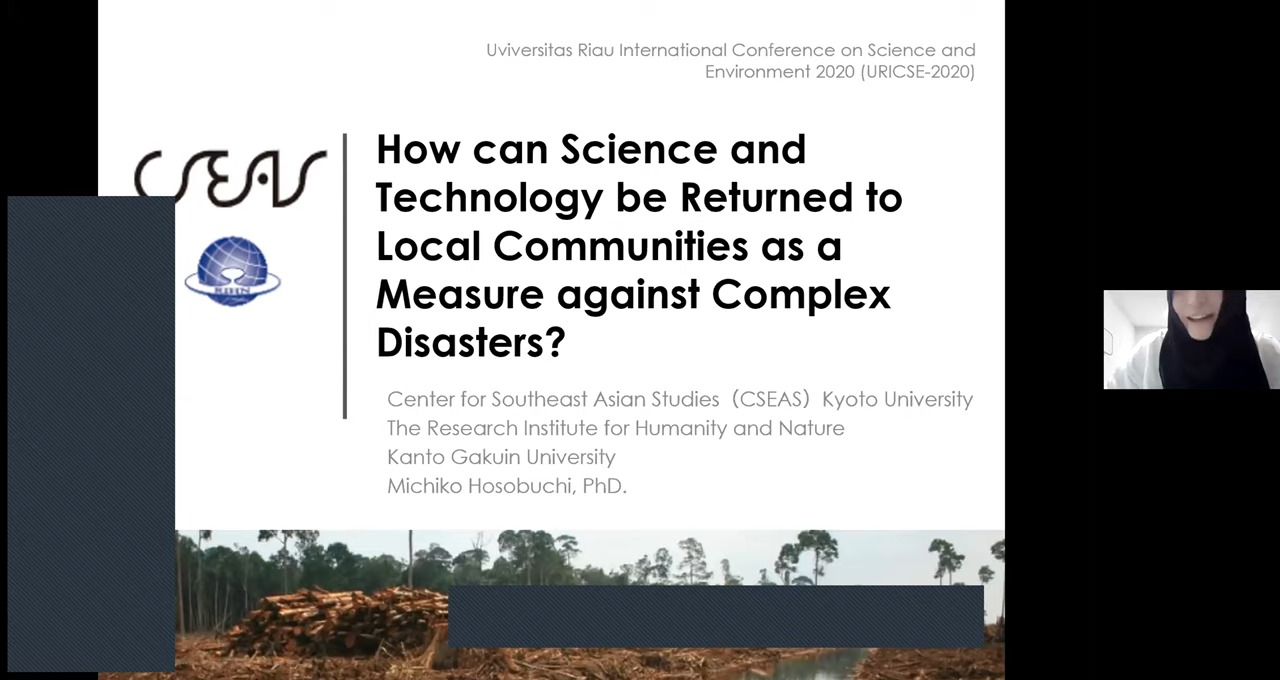 Uviversitas Riau International Conference on Science and
Environment 2020 (URICSE-2020)
CSEAS
How can Science and
Technology be Returned to
Local Communities as a
Measure against Complex
Disasters?
RIHN
Center for Southeast Asian Studies（CSEAS）Kyoto University
The Research Institute for Humanity and Nature
Kanto Gakuin University
Michiko Hosobuchi, PhD.